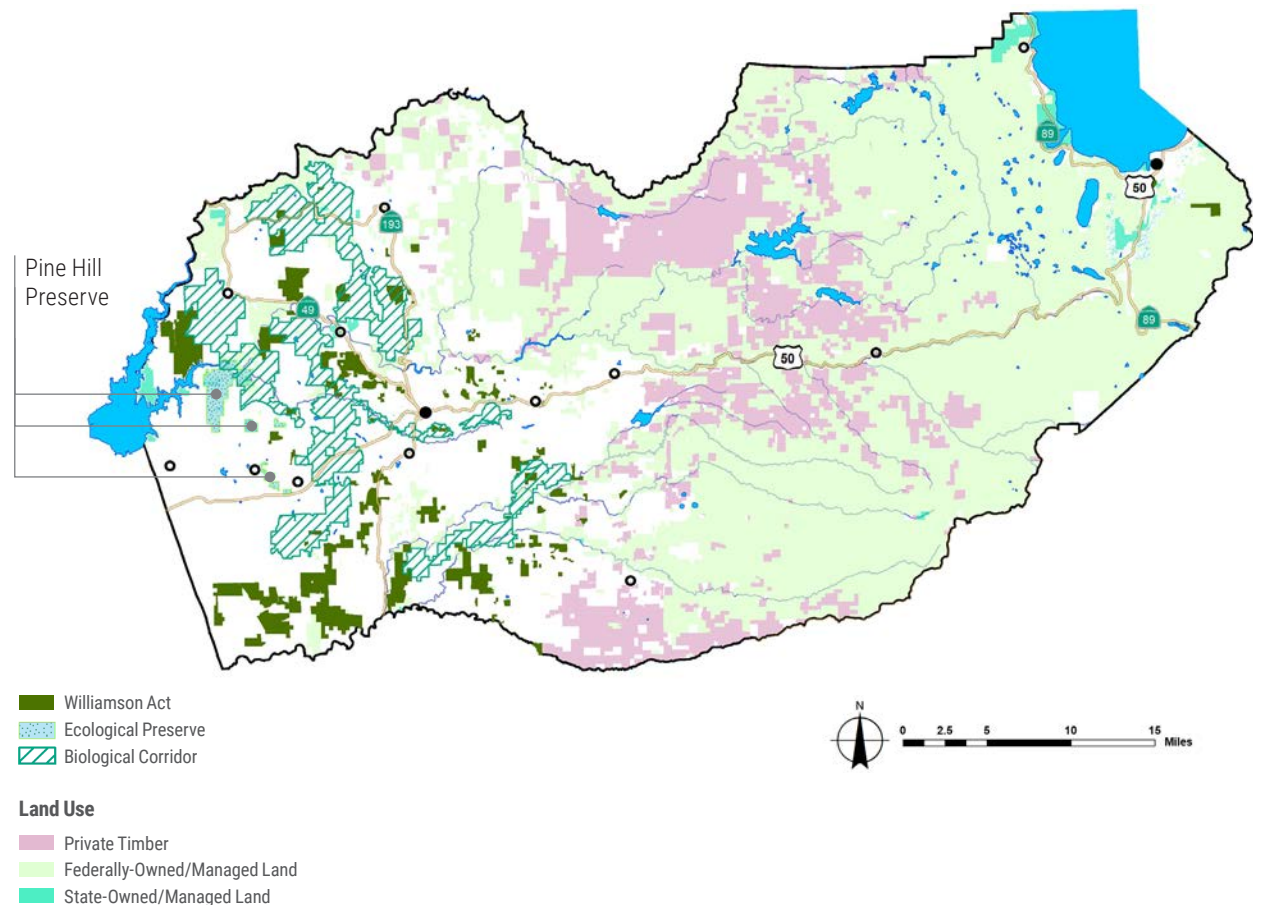 89
50
193
Pine Hill
Preserve
49
89
50
Williamson Act
Ecological Preserve
Biological Corridor
N
0 2.5 5 10 15
Miles
Land Use
Private Timber
Federally-Owned/Managed Land
State-Owned/Managed Land